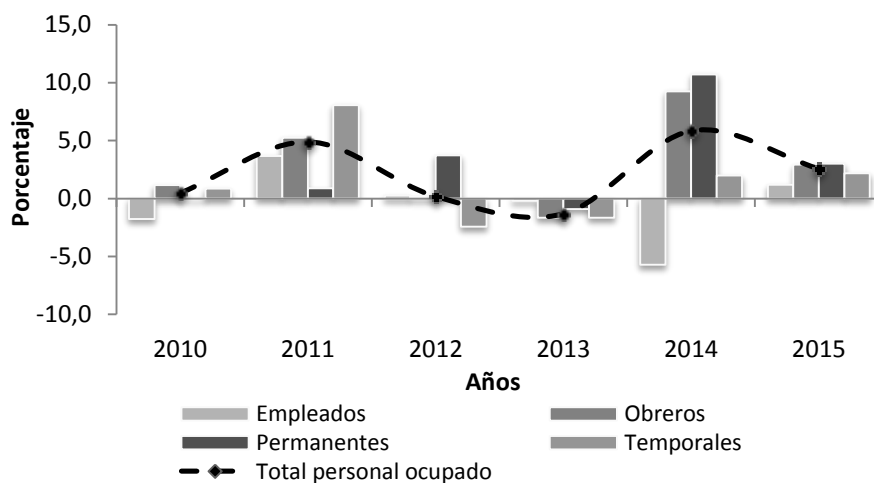 15,0
10,0
5,0
0,0
-5,0
-10,0
Porcentaje
2010 2011 2012 2013 2014 2015
Años
Empleados Obreros
Permanentes Temporales
Total personal ocupado